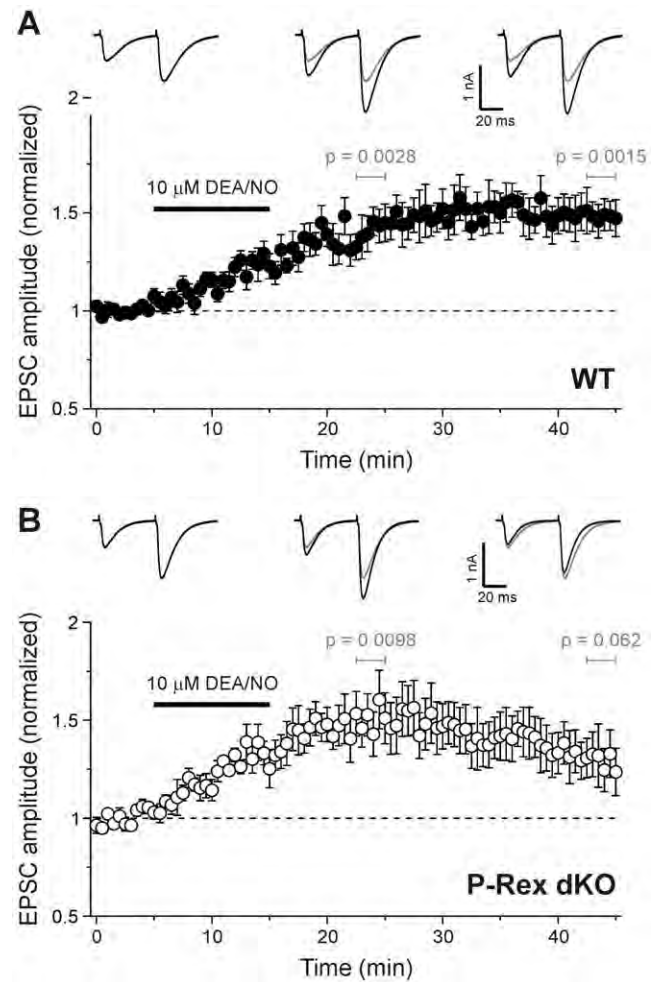 A
1 nA
20 ms
2
p = 0.0028
p = 0.0015
10 μM DEA/NO
1.5
1
0.5
EPSC amplitude (normalized)
WT
0
10
20
30
40
Time (min)
B
1 nA
20 ms
2
p = 0.0098
p = 0.062
10 μM DEA/NO
1.5
1
0.5
EPSC amplitude (normalized)
P-Rex dKO
0
10
20
30
40
Time (min)